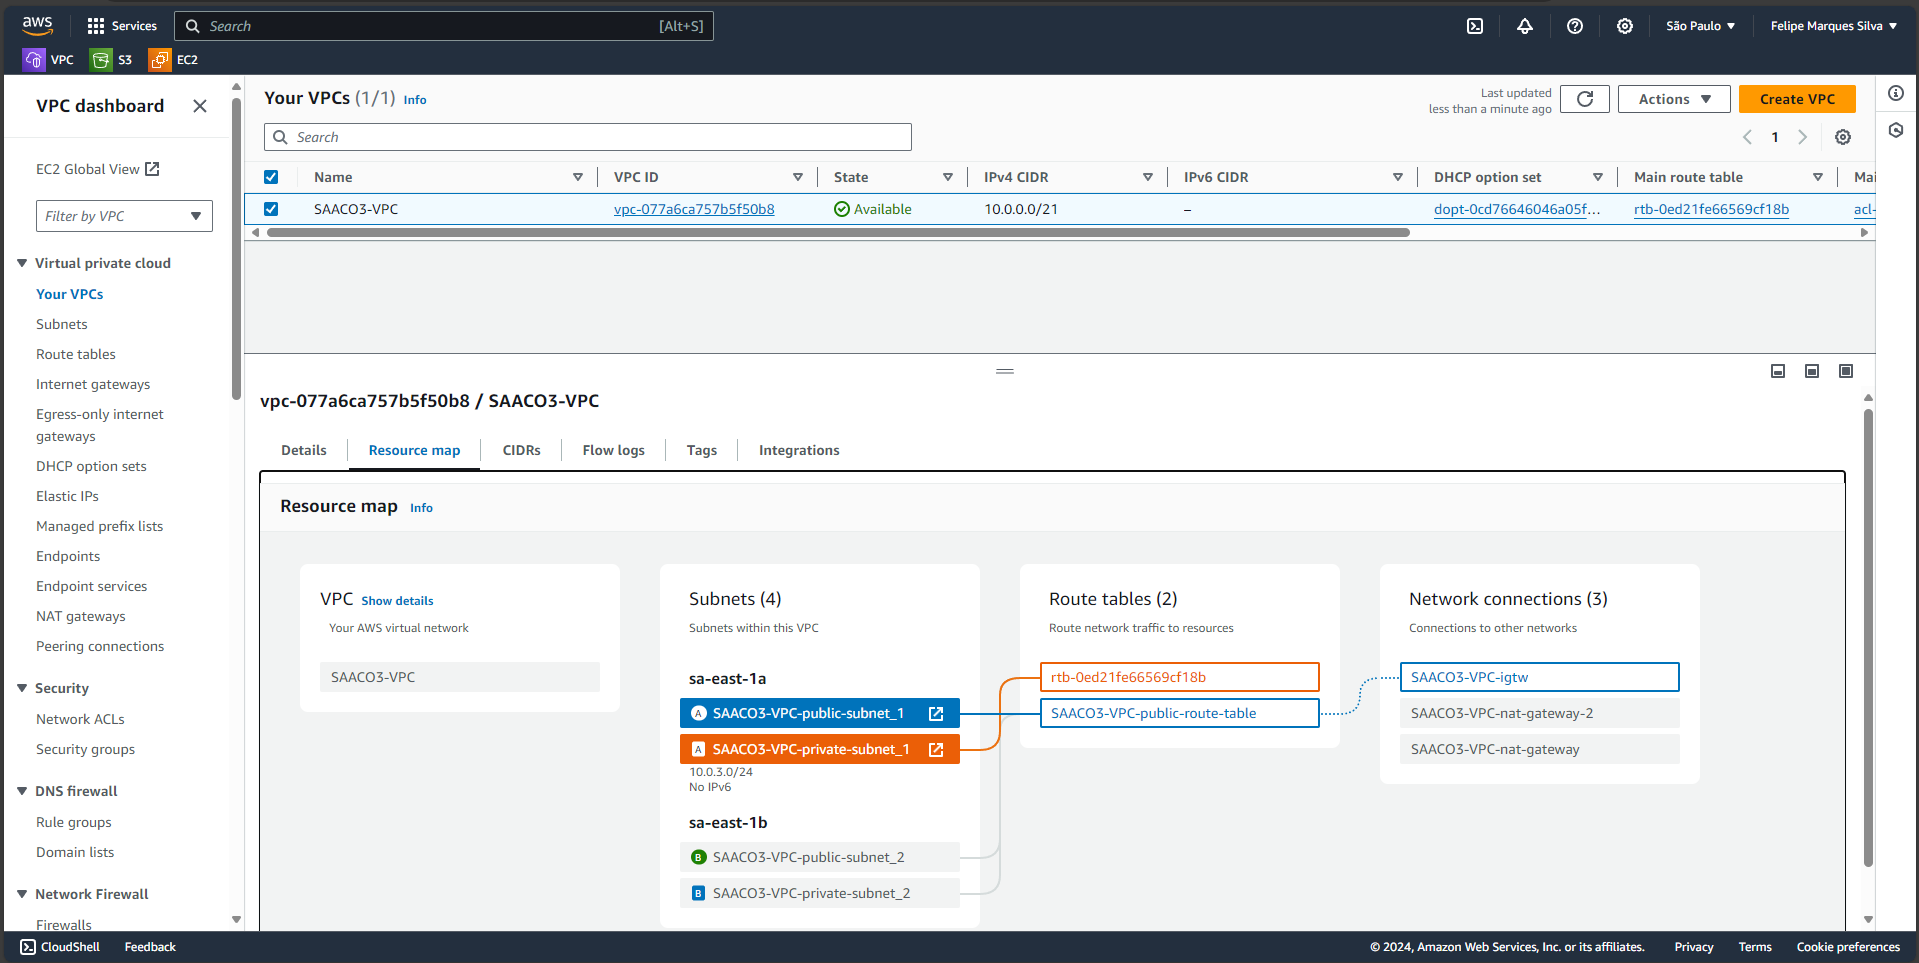 aws
Services
Search
[Alt+S]
São Paulo
Felipe Marques Silva
VPC
S3
EC2
VPC dashboard
EC2 Global View
Filter by VPC
Virtual private cloud
Your VPCs
Subnets
Route tables
Internet gateways
Egress-only internet
gateways
DHCP option sets
Elastic IPs
Managed prefix lists
Endpoints
Endpoint services
NAT gateways
Peering connections
Security
Network ACLs
Security groups
DNS firewall
Rule groups
Domain lists
Network Firewall
Firewalls
Your VPCs (1/1) Info
Last updated
less than a minute ago
Actions
Create VPC
Search
1
Name
VPC ID
State
IPv4 CIDR
IPv6 CIDR
DHCP option set
Main route table
Mai
SAACO3-VPC
vpc-077a6ca757b5f50b8
Available
10.0.0.0/21
–
dopt-0cd76646046a05f...
rtb-0ed21fe66569cf18b
acl-
vpc-077a6ca757b5f50b8 / SAACO3-VPC
Details
Resource map
CIDRs
Flow logs
Tags
Integrations
Resource map Info
VPC Show details
Your AWS virtual network
SAACO3-VPC
Subnets (4)
Subnets within this VPC
sa-east-1a
A SAACO3-VPC-public-subnet_1
A SAACO3-VPC-private-subnet_1
10.0.3.0/24
No IPv6
sa-east-1b
B SAACO3-VPC-public-subnet_2
B SAACO3-VPC-private-subnet_2
Route tables (2)
Route network traffic to resources
rtb-0ed21fe66569cf18b
SAACO3-VPC-public-route-table
Network connections (3)
Connections to other networks
SAACO3-VPC-igtw
SAACO3-VPC-nat-gateway-2
SAACO3-VPC-nat-gateway
CloudShell
Feedback
© 2024, Amazon Web Services, Inc. or its affiliates.
Privacy
Terms
Cookie preferences